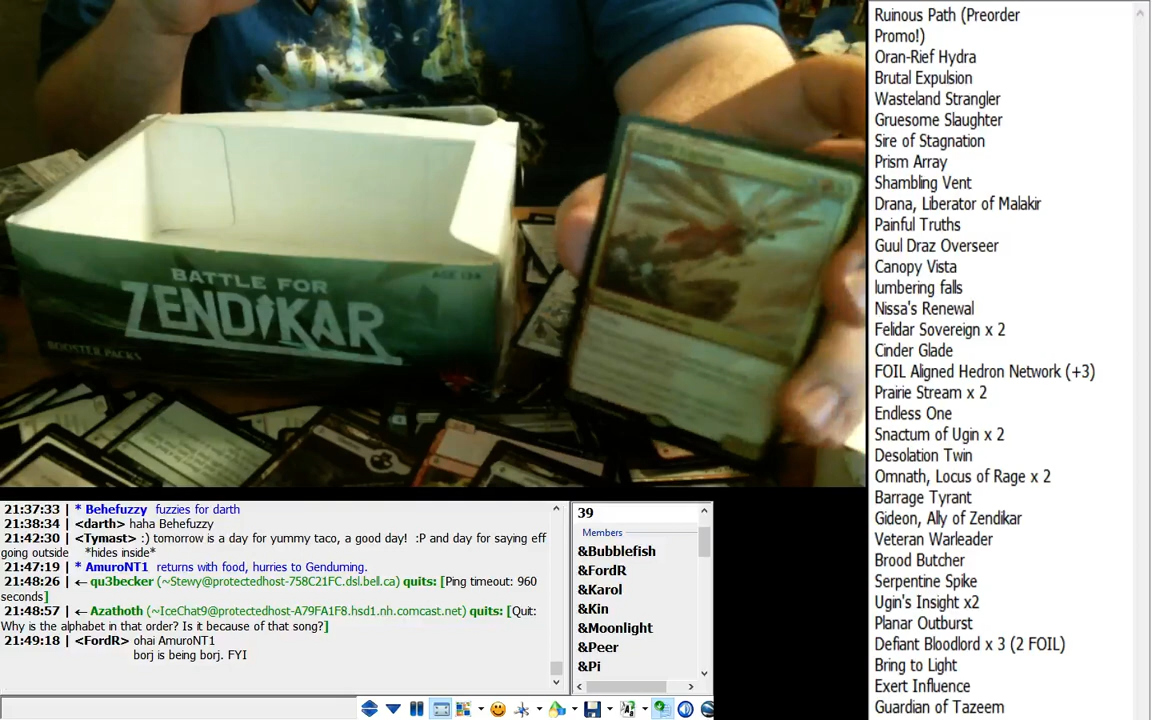 BATTLE FOR
ZENDIKAR
BOOSTER PACKS
Ruinous Path (Preorder
Promo!)
Oran-Rief Hydra
Brutal Expulsion
Wasteland Strangler
Gruesome Slaughter
Sire of Stagnation
Prism Array
Shambling Vent
Drana, Liberator of Malakir
Painful Truths
Guul Draz Overseer
Canopy Vista
lumbering falls
Nissa's Renewal
Felidar Sovereign x 2
Cinder Glade
FOIL Aligned Hedron Network (+3)
Prairie Stream x 2
Endless One
Snactum of Ugin x 2
Desolation Twin
Omnath, Locus of Rage x 2
Barrage Tyrant
Gideon, Ally of Zendikar
Veteran Warleader
Brood Butcher
Serpentine Spike
Ugin's Insight x2
Planar Outburst
Defiant Bloodlord x 3 (2 FOIL)
Bring to Light
Exert Influence
Guardian of Tazeem
21:37:33 | * Behefuzzy fuzzies for darth
21:38:34 | <darth> haha Behefuzzy
21:42:30 | <Tymast> :) tomorrow is a day for yummy taco, a good day! :P and day for saying eff
going outside *hides inside*
21:47:19 | * AmuroNT1 returns with food, hurries to Genduming.
21:48:26 | ← qu3becker (~Stewy@protectedhost-758C21FC.dsl.bell.ca) quits: [Ping timeout: 960
seconds]
21:48:57 | ← Azathoth (~IceChat9@protectedhost-A79FA1F8.hsd1.nh.comcast.net) quits: [Quit:
Why is the alphabet in that order? Is it because of that song?]
21:49:18 | <FordR> ohai AmuroNT1
borj is being borj. FYI
39
Members
&Bubblefish
&FordR
&Karol
&Kin
&Moonlight
&Peer
&Pi